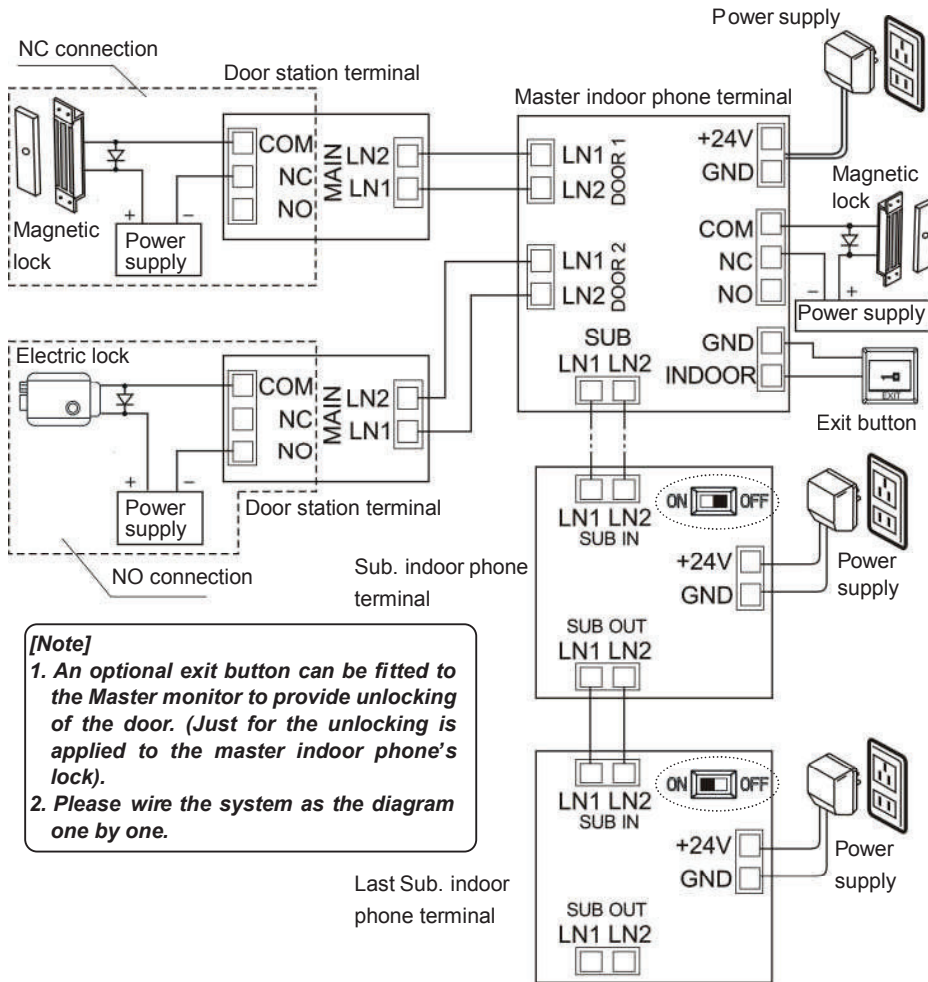 Power supply
NC connection
Door station terminal
Master indoor phone terminal
COM
NC
NO
MAIN
LN2
LN1
Magnetic
lock
+
−
Power
supply
LN1
LN2
DOOR 1
LN1
LN2
DOOR 2
SUB
LN1 LN2
+24V
GND
COM
NC
NO
GND
INDOOR
Magnetic
lock
−
+
Power supply
EXIT
Exit button
Electric lock
COM
NC
NO
MAIN
LN2
LN1
+
−
Power
supply
Door station terminal
NO connection
Sub. indoor phone
terminal
LN1 LN2
SUB IN
ON
OFF
+24V
GND
Power
supply
SUB OUT
LN1 LN2
[Note]
1. An optional exit button can be fitted to
the Master monitor to provide unlocking
of the door. (Just for the unlocking is
applied to the master indoor phone's
lock).
2. Please wire the system as the diagram
one by one.
Last Sub. indoor
phone terminal
LN1 LN2
SUB IN
ON
OFF
+24V
GND
Power
supply
SUB OUT
LN1 LN2